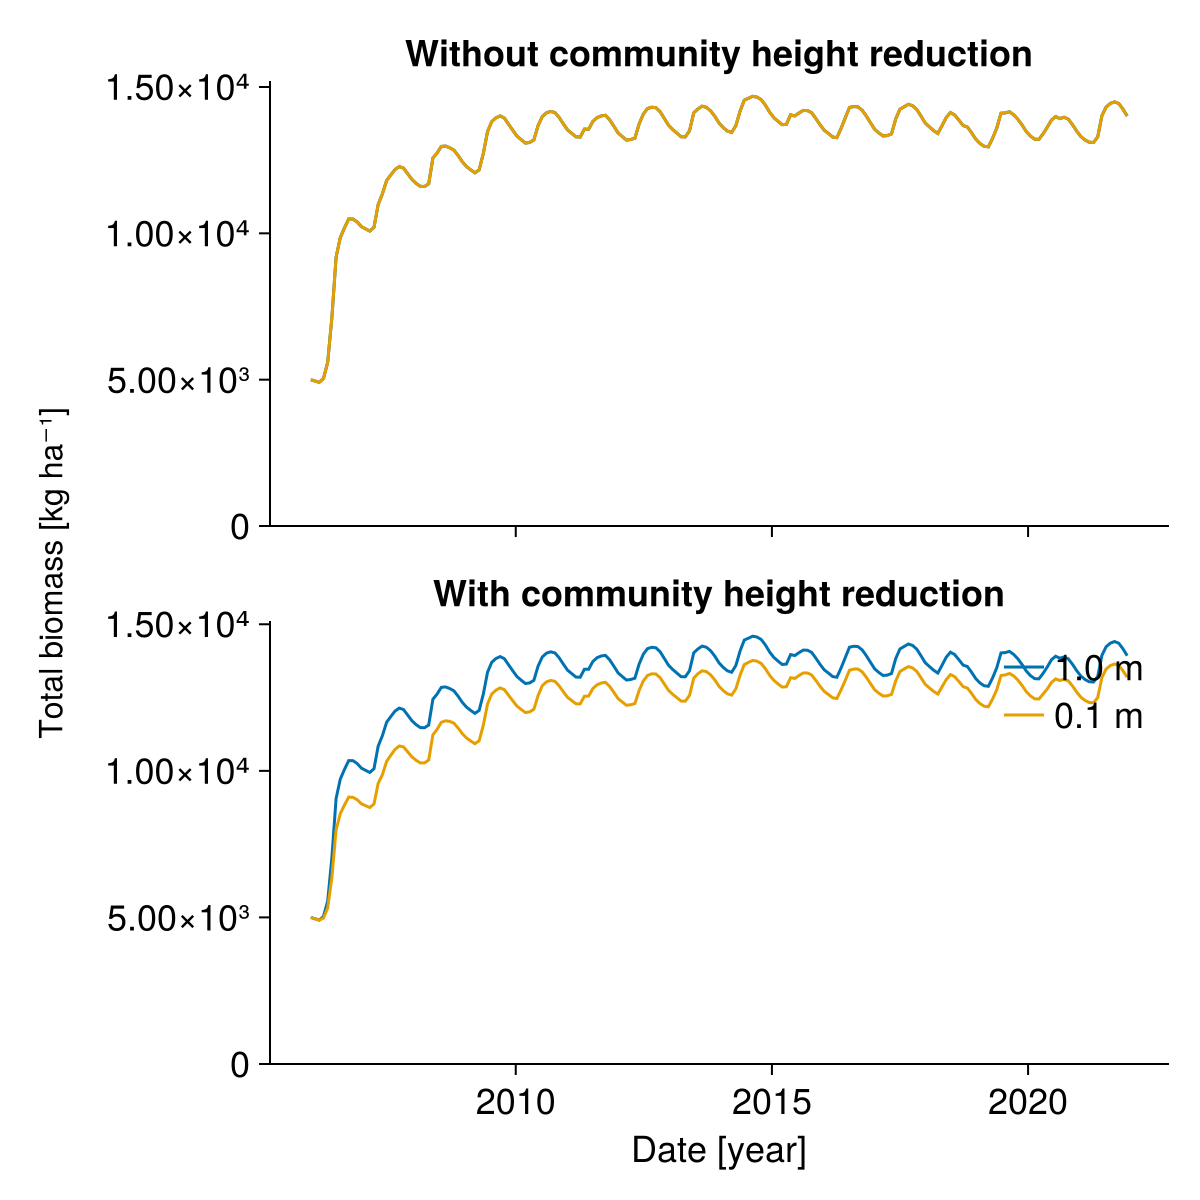 Without community height reduction
1.50×10⁴
1.00×10⁴
5.00×10³
0
Total biomass [kg ha⁻¹]
With community height reduction
1.50×10⁴
1.00×10⁴
5.00×10³
0
1.0 m
0.1 m
2010 2015 2020
Date [year]